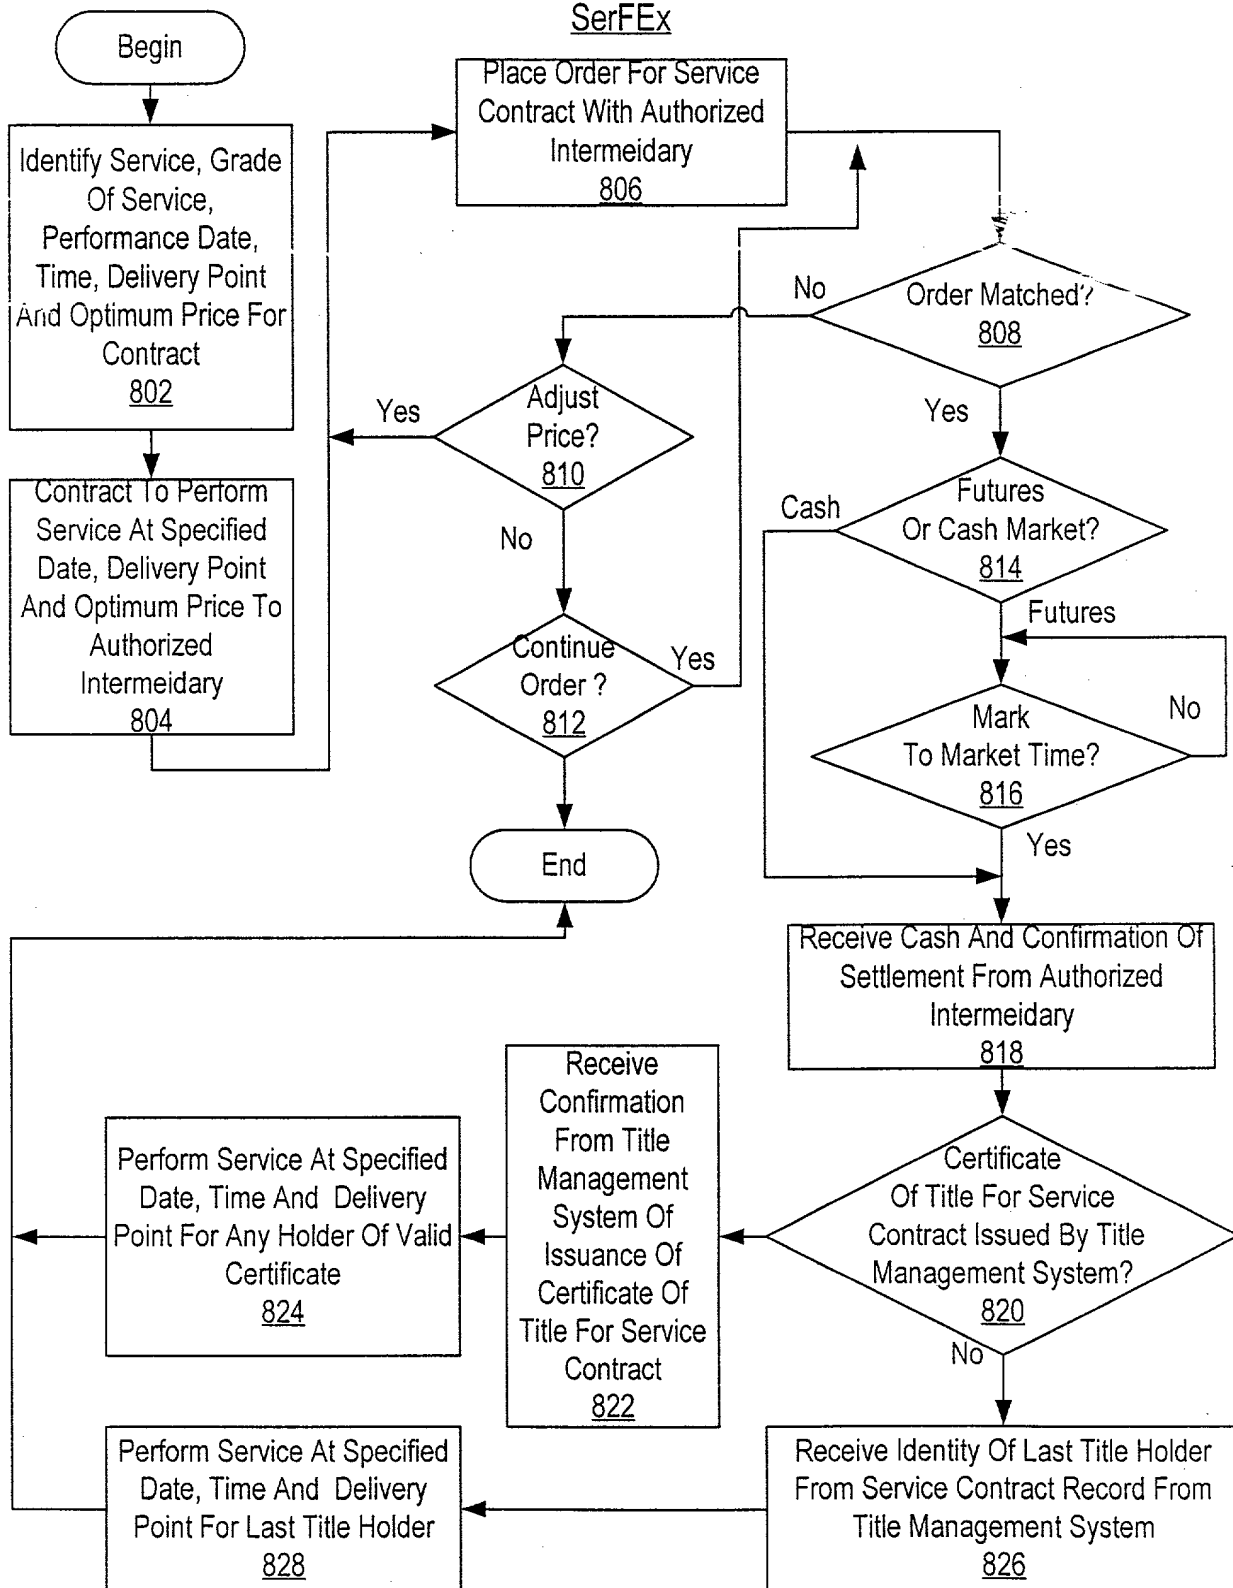 SerFEx
Begin
Identify Service, Grade
Of Service,
Performance Date,
Time, Delivery Point
And Optimum Price For
Contract
802
Contract To Perform
Service At Specified
Date, Delivery Point
And Optimum Price To
Authorized
Intermeidary
804
Place Order For Service
Contract With Authorized
Intermeidary
806
Order Matched?
808
No
Yes
Adjust
Price?
810
Yes
No
Continue
Order ?
812
Yes
End
Futures
Or Cash Market?
814
Cash
Futures
Mark
To Market Time?
816
No
Yes
Receive Cash And Confirmation Of
Settlement From Authorized
Intermeidary
818
Certificate
Of Title For Service
Contract Issued By Title
Management System?
820
No
Receive
Confirmation
From Title
Management
System Of
Issuance Of
Certificate Of
Title For Service
Contract
822
Perform Service At Specified
Date, Time And Delivery
Point For Any Holder Of Valid
Certificate
824
Receive Identity Of Last Title Holder
From Service Contract Record From
Title Management System
826
Perform Service At Specified
Date, Time And Delivery
Point For Last Title Holder
828